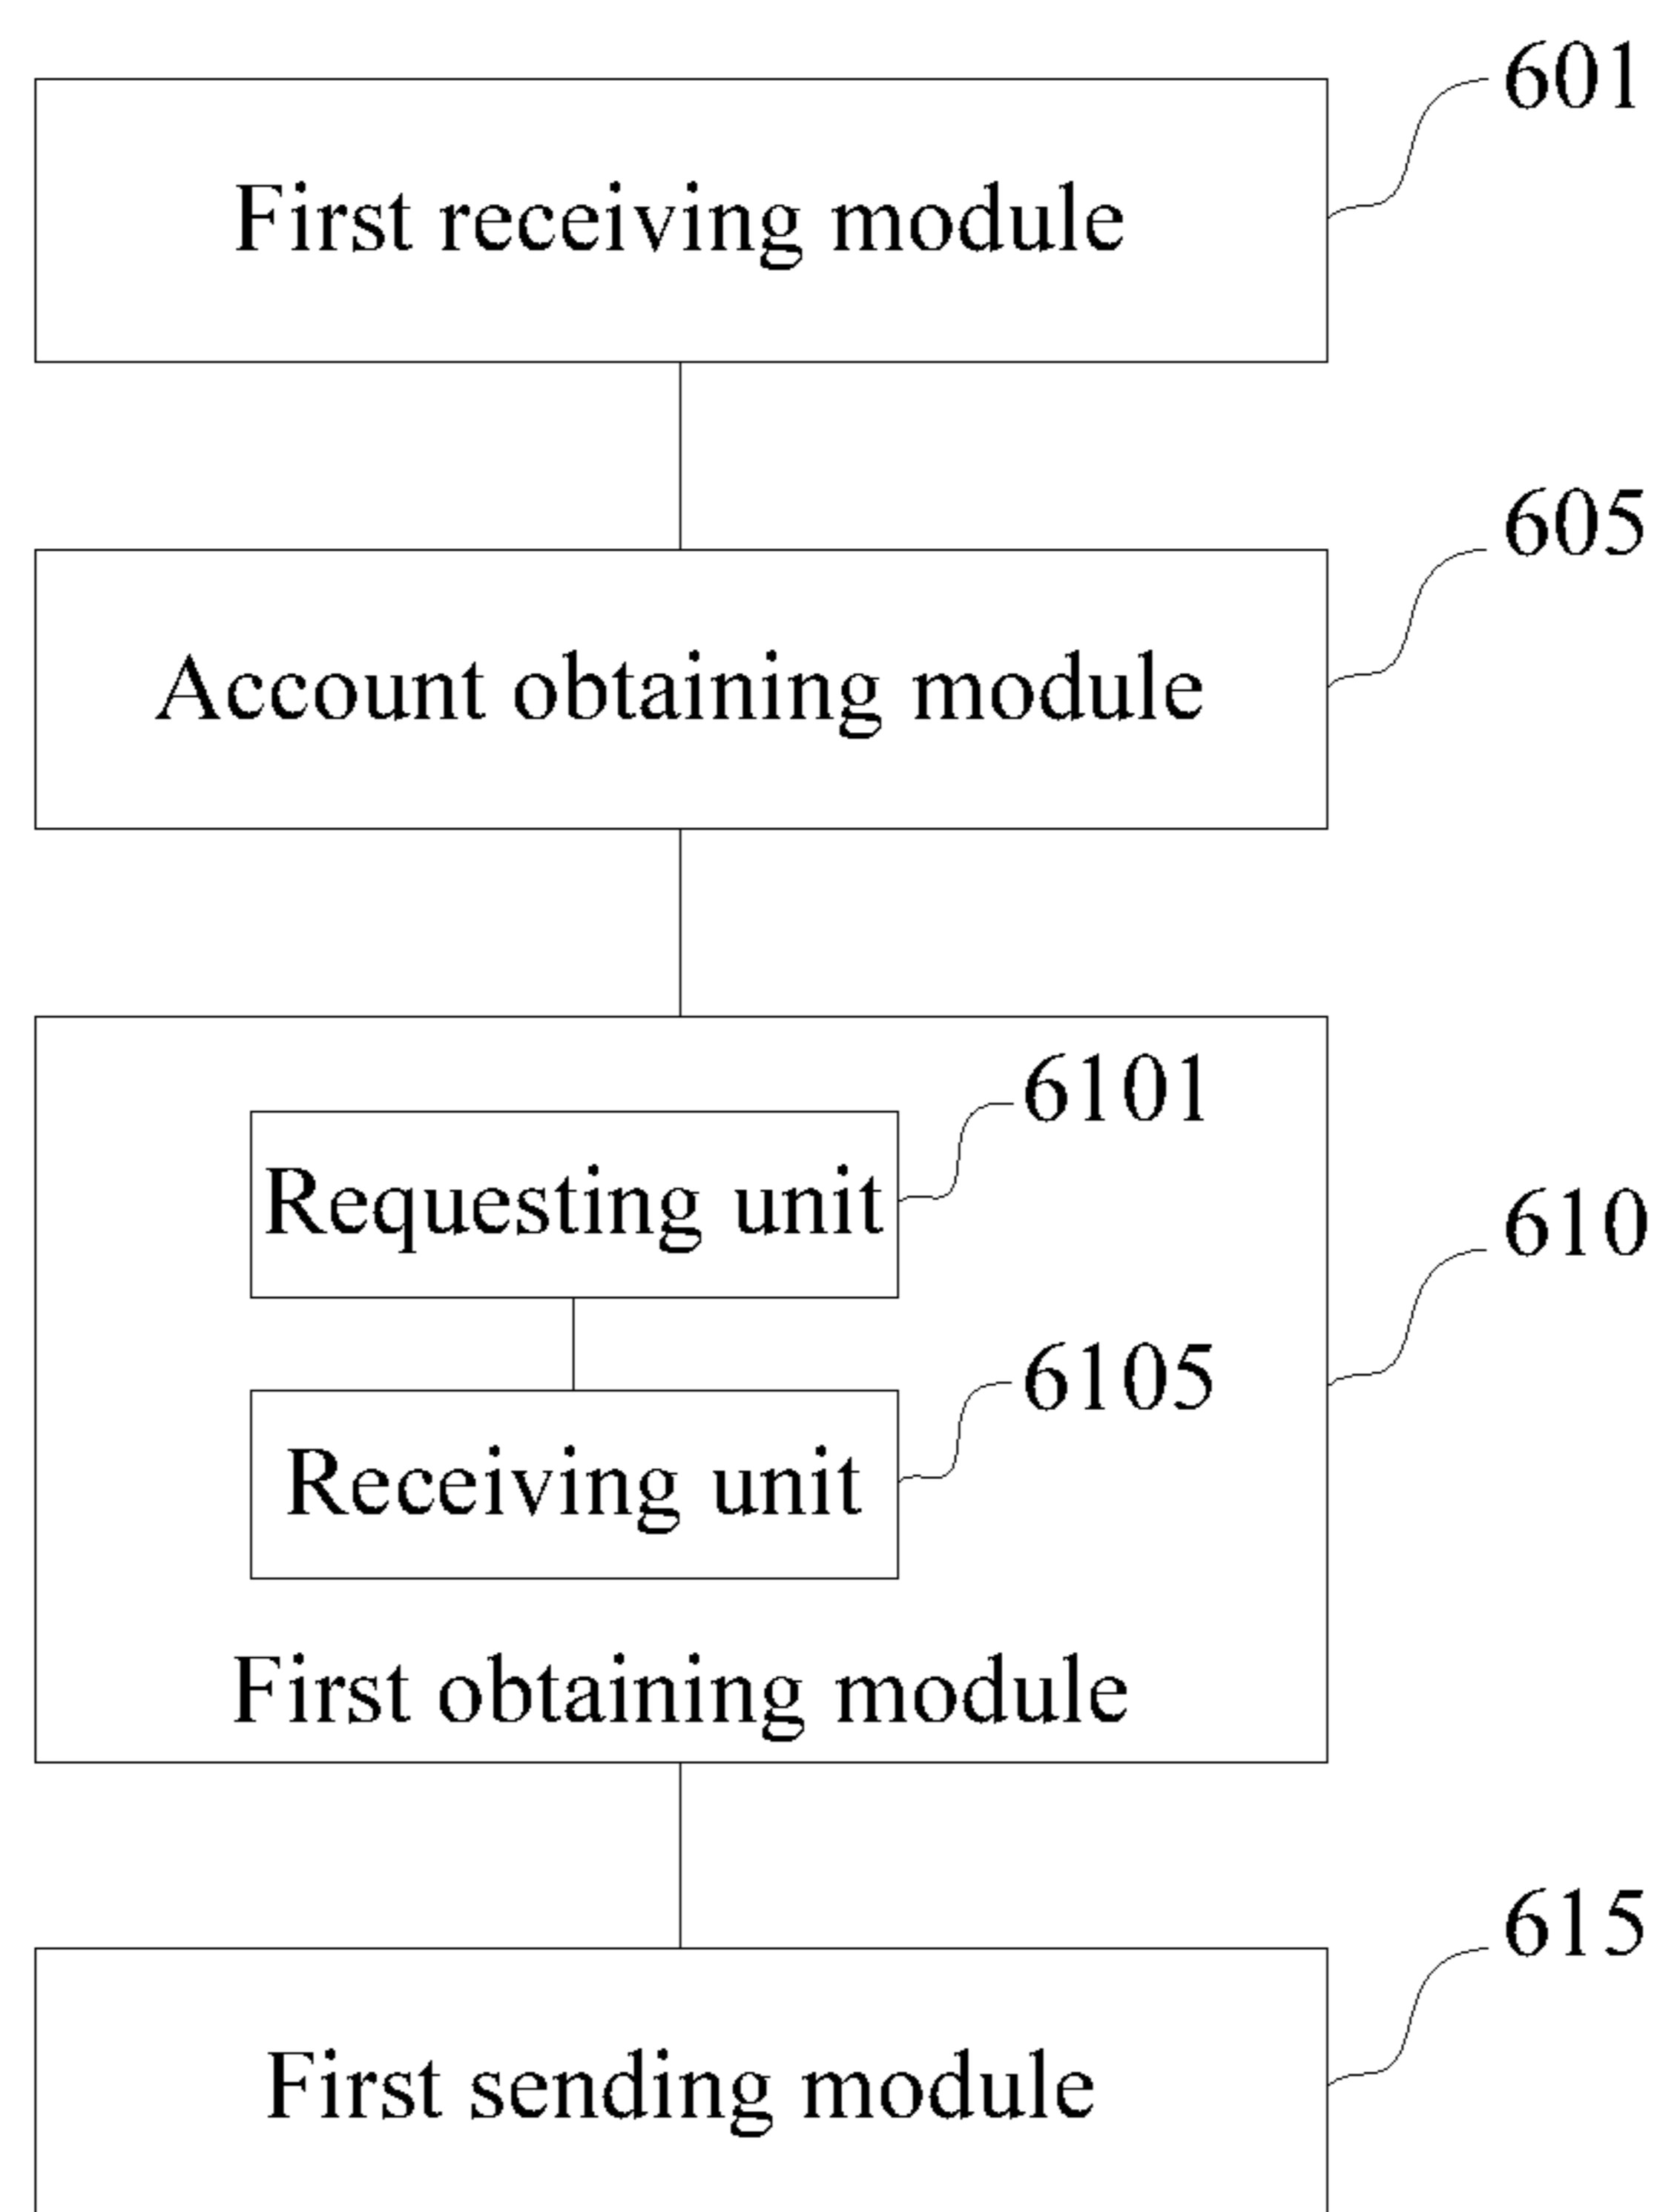 601
First receiving module
605
Account obtaining module
6101
Requesting unit
610
6105
Receiving unit
First obtaining module
615
First sending module